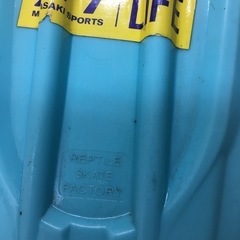 LIFE
MASAKI SPORTS
REPTILE
SKATE
FACTORY